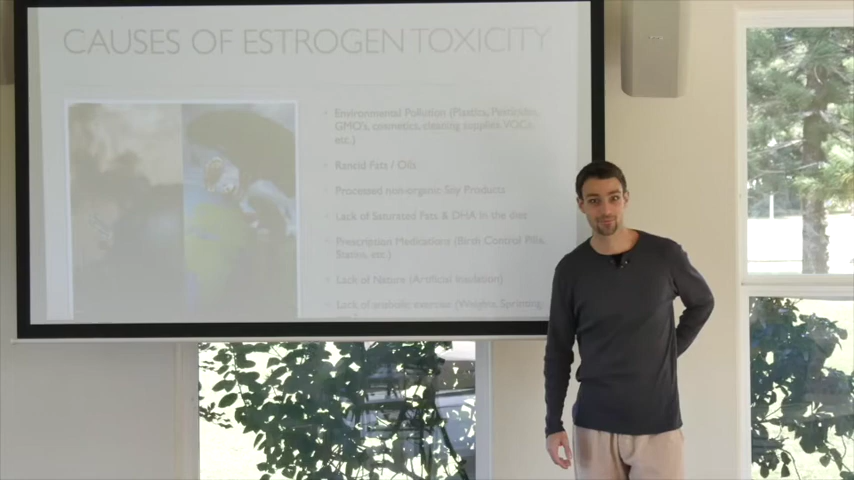 CAUSES OF ESTROGEN TOXICITY
• Environmental Pollution (Plastics, Pesticides,
GMO's, cosmetics, cleaning supplies, VOCs,
etc.)
• Rancid Fats / Oils
• Processed non-organic Soy Products
• Lack of Saturated Fats & DHA in the diet
• Prescription Medications (Birth Control Pills,
Statins, etc.)
• Lack of Nature (Artificial
• Lack of anabolic exercise (Weights, Sprinting,